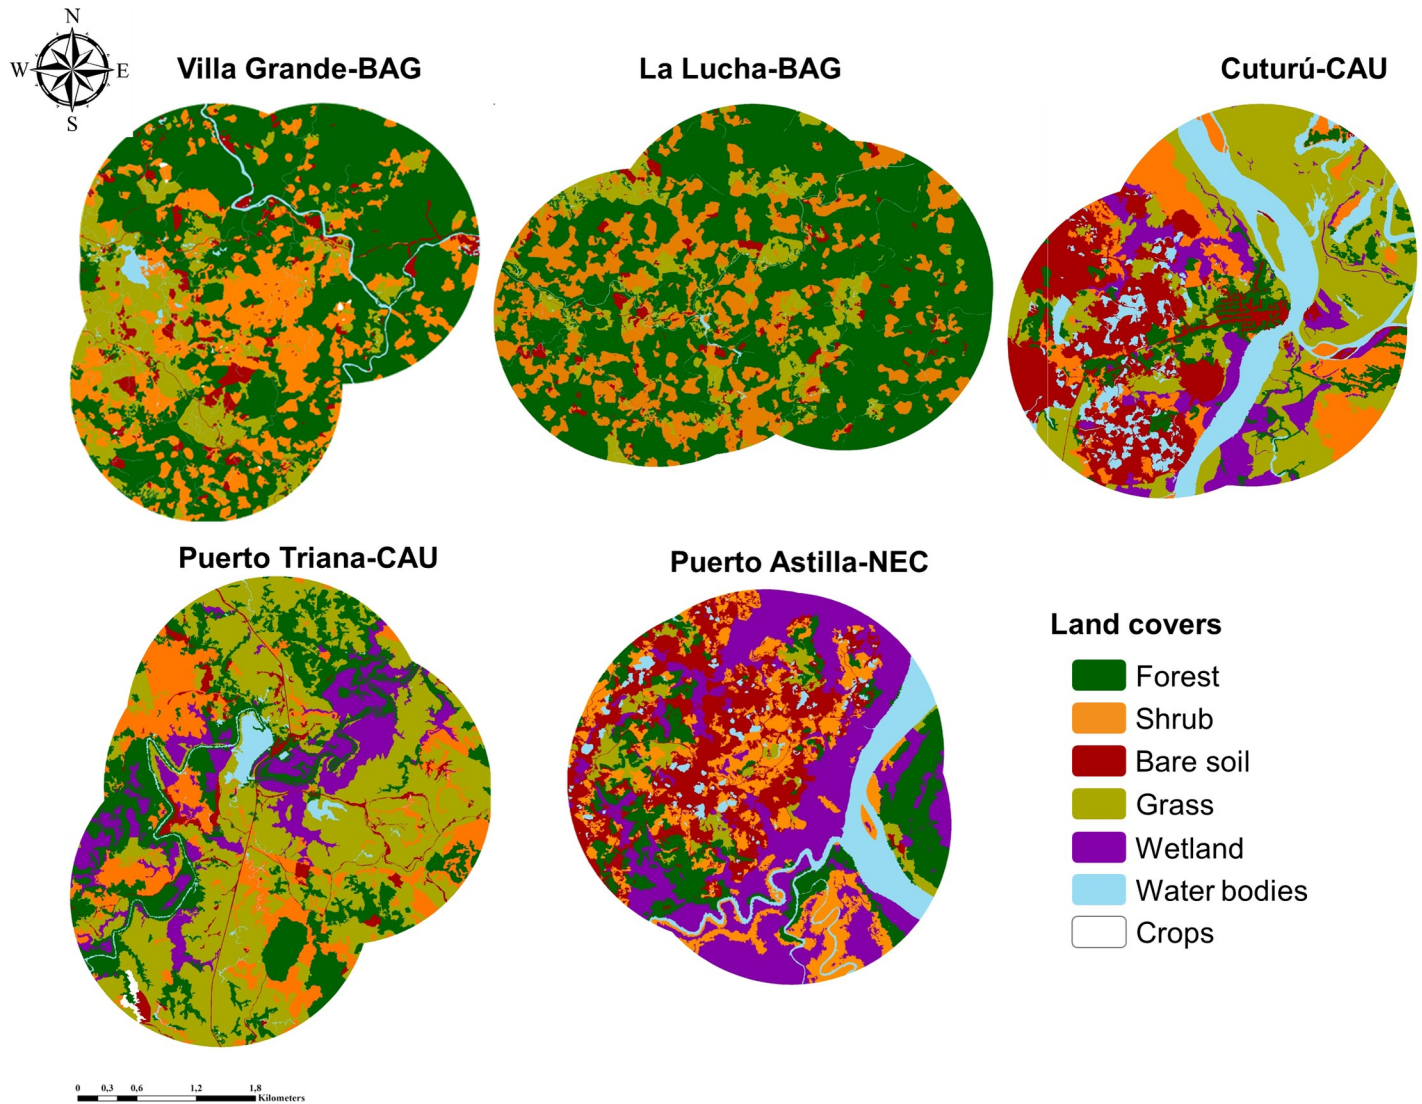 N
W E
S
Villa Grande-BAG
La Lucha-BAG
Cuturú-CAU
Puerto Triana-CAU
Puerto Astilla-NEC
Land covers
Forest
Shrub
Bare soil
Grass
Wetland
Water bodies
Crops
0 0,3 0,6 1,2 1,8
Kilometers